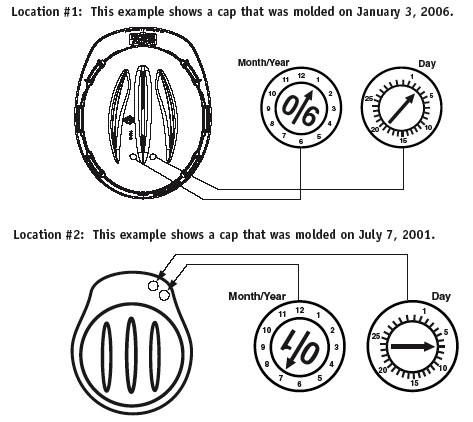 Location #1: This example shows a cap that was molded on January 3, 2006.
Month/Year
Day
12 1 2 3 4 5 6 7 8 9 10 11
0/6
1 5 10 15 20 25
Location #2: This example shows a cap that was molded on July 7, 2001.
Month/Year
Day
12 1 2 3 4 5 6 7 8 9 10 11
0/1
1 5 10 15 20 25